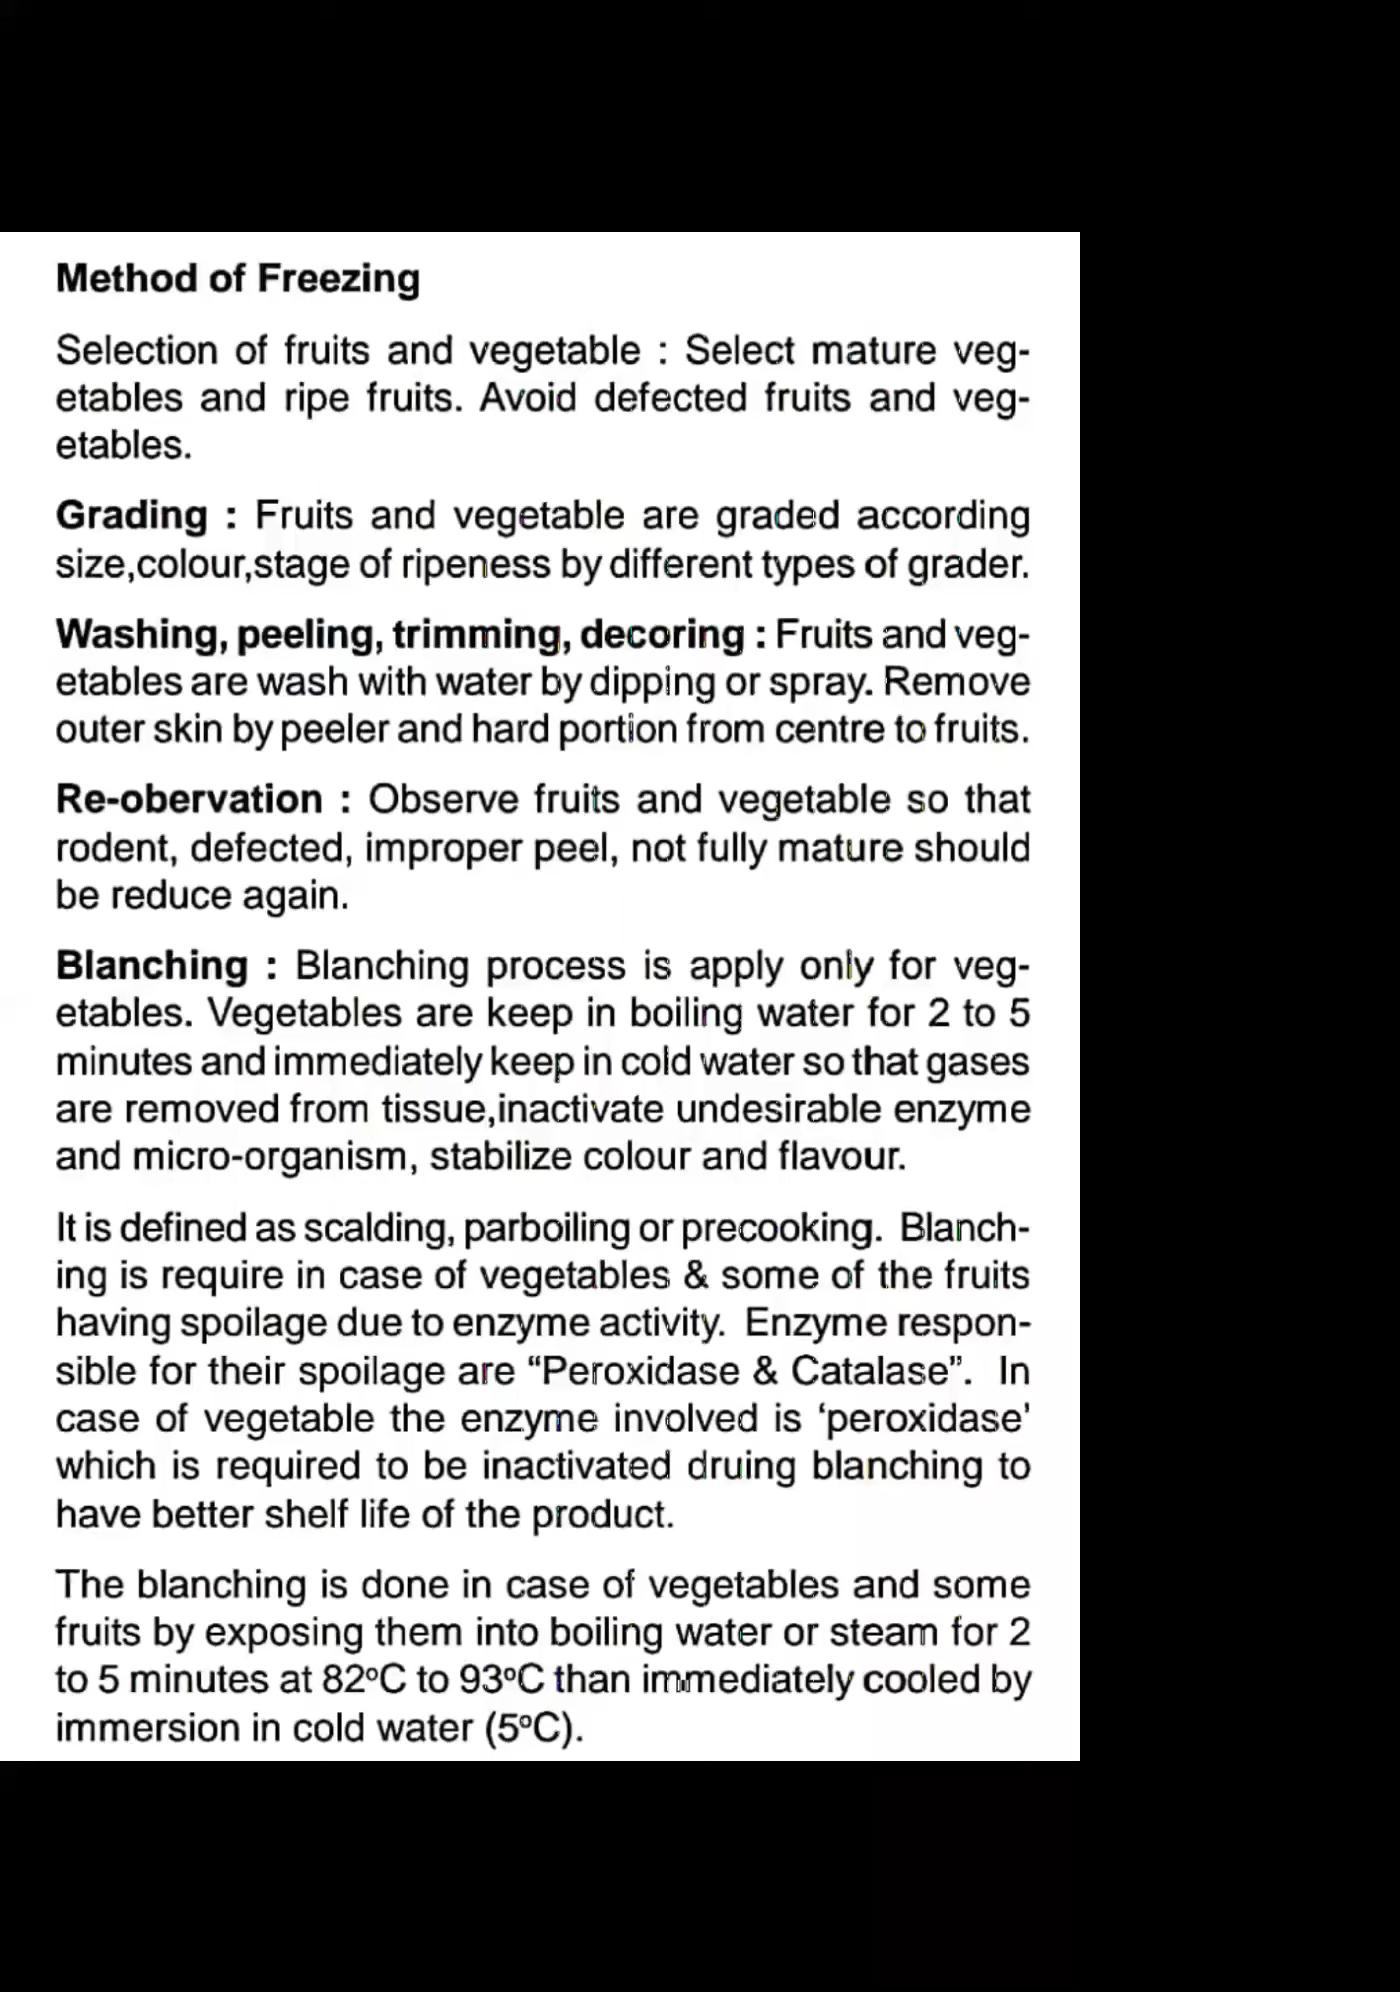 Method of Freezing
Selection of fruits and vegetable : Select mature veg-
etables and ripe fruits. Avoid defected fruits and veg-
etables.
Grading : Fruits and vegetable are graded according
size,colour,stage of ripeness by different types of grader.
Washing, peeling, trimming, decoring : Fruits and veg-
etables are wash with water by dipping or spray. Remove
outer skin by peeler and hard portion from centre to fruits.
Re-obervation : Observe fruits and vegetable so that
rodent, defected, improper peel, not fully mature should
be reduce again.
Blanching : Blanching process is apply only for veg-
etables. Vegetables are keep in boiling water for 2 to 5
minutes and immediately keep in cold water so that gases
are removed from tissue,inactivate undesirable enzyme
and micro-organism, stabilize colour and flavour.
It is defined as scalding, parboiling or precooking. Blanch-
ing is require in case of vegetables & some of the fruits
having spoilage due to enzyme activity. Enzyme respon-
sible for their spoilage are “Peroxidase & Catalase”. In
case of vegetable the enzyme involved is ‘peroxidase’
which is required to be inactivated druing blanching to
have better shelf life of the product.
The blanching is done in case of vegetables and some
fruits by exposing them into boiling water or steam for 2
to 5 minutes at 82ºC to 93ºC than immediately cooled by
immersion in cold water (5ºC).